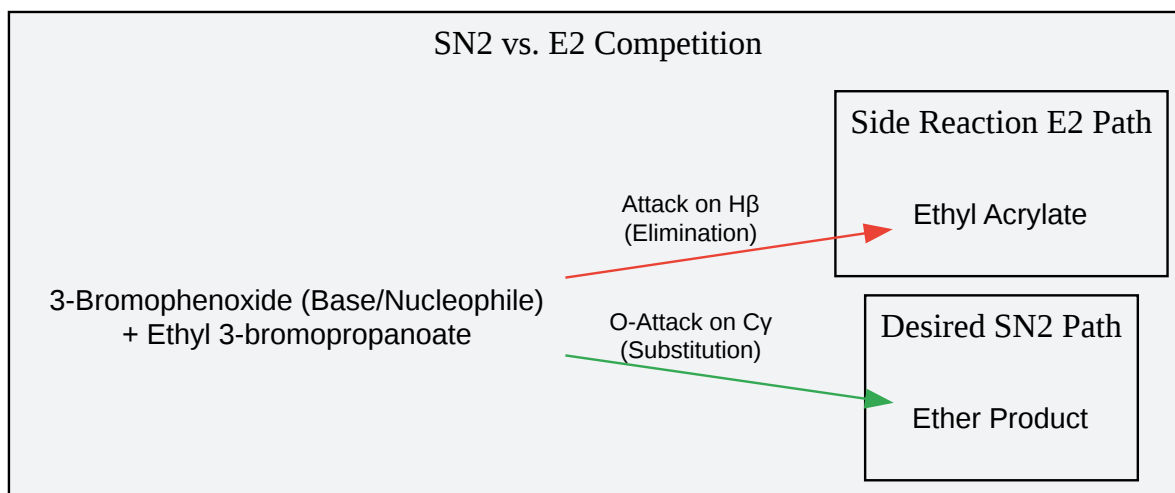 SN2 vs. E2 Competition
Side Reaction E2 Path
Ethyl Acrylate
Attack on Hβ
(Elimination)
3-Bromophenoxide (Base/Nucleophile)
+ Ethyl 3-bromopropanoate
O-Attack on Cγ
(Substitution)
Desired SN2 Path
Ether Product